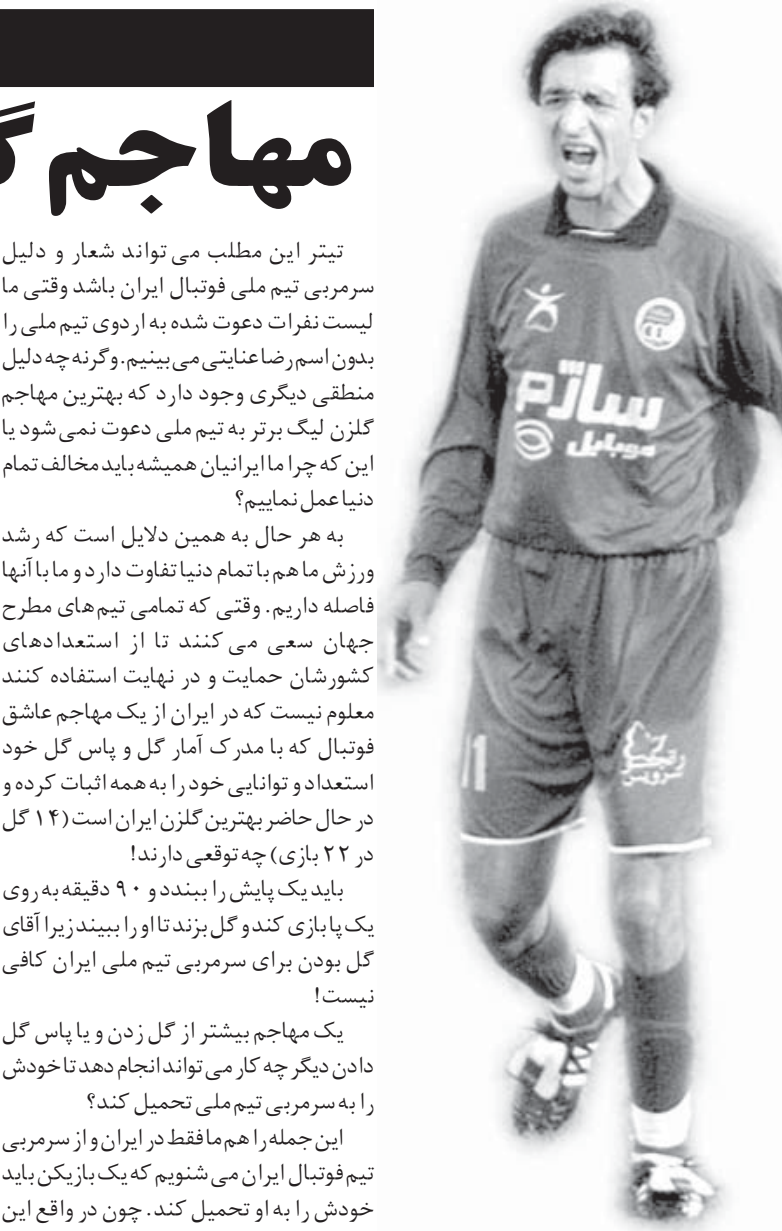 مهاجم گ
تیتر این مطلب می تواند شعار و دلیل
سرمربی تیم ملی فوتبال ایران باشد وقتی ما
لیست نفرات دعوت شده به اردوی تیم ملی را
بدون اسم رضا عنایتی می بینیم. وگرنه چه دلیل
منطقی دیگری وجود دارد که بهترین مهاجم
گلزن لیگ برتر به تیم ملی دعوت نمی شود یا
این که چرا ما ایرانیان همیشه باید مخالف تمام
دنیا عمل نماییم؟
به هر حال به همین دلایل است که رشد
ورزش ما هم با تمام دنیا تفاوت دارد و ما با آنها
فاصله داریم. وقتی که تمامی تیم های مطرح
جهان سعی می کنند تا از استعدادهای
کشورشان حمایت و در نهایت استفاده کنند
معلوم نیست که در ایران از یک مهاجم عاشق
فوتبال که با مدرک آمار گل و پاس گل خود
استعداد و توانایی خود را به همه اثبات کرده و
در حال حاضر بهترین گلزن ایران است (۱۴ گل
در ۲۲ بازی) چه توقعی دارند!
باید یک پایش را ببندد و ۹۰ دقیقه به روی
یک پا بازی کند و گل بزند تا او را ببیند زیرا آقای
گل بودن برای سرمربی تیم ملی ایران کافی
نیست!
یک مهاجم بیشتر از گل زدن و یا پاس گل
دادن دیگر چه کار می تواند انجام دهد تا خودش
را به سرمربی تیم ملی تحمیل کند؟
این جمله را هم ما فقط در ایران و از سرمربی
تیم فوتبال ایران می شنویم که یک بازیکن باید
خودش را به او تحمیل کند. چون در واقع این
سازم
موبایل
11